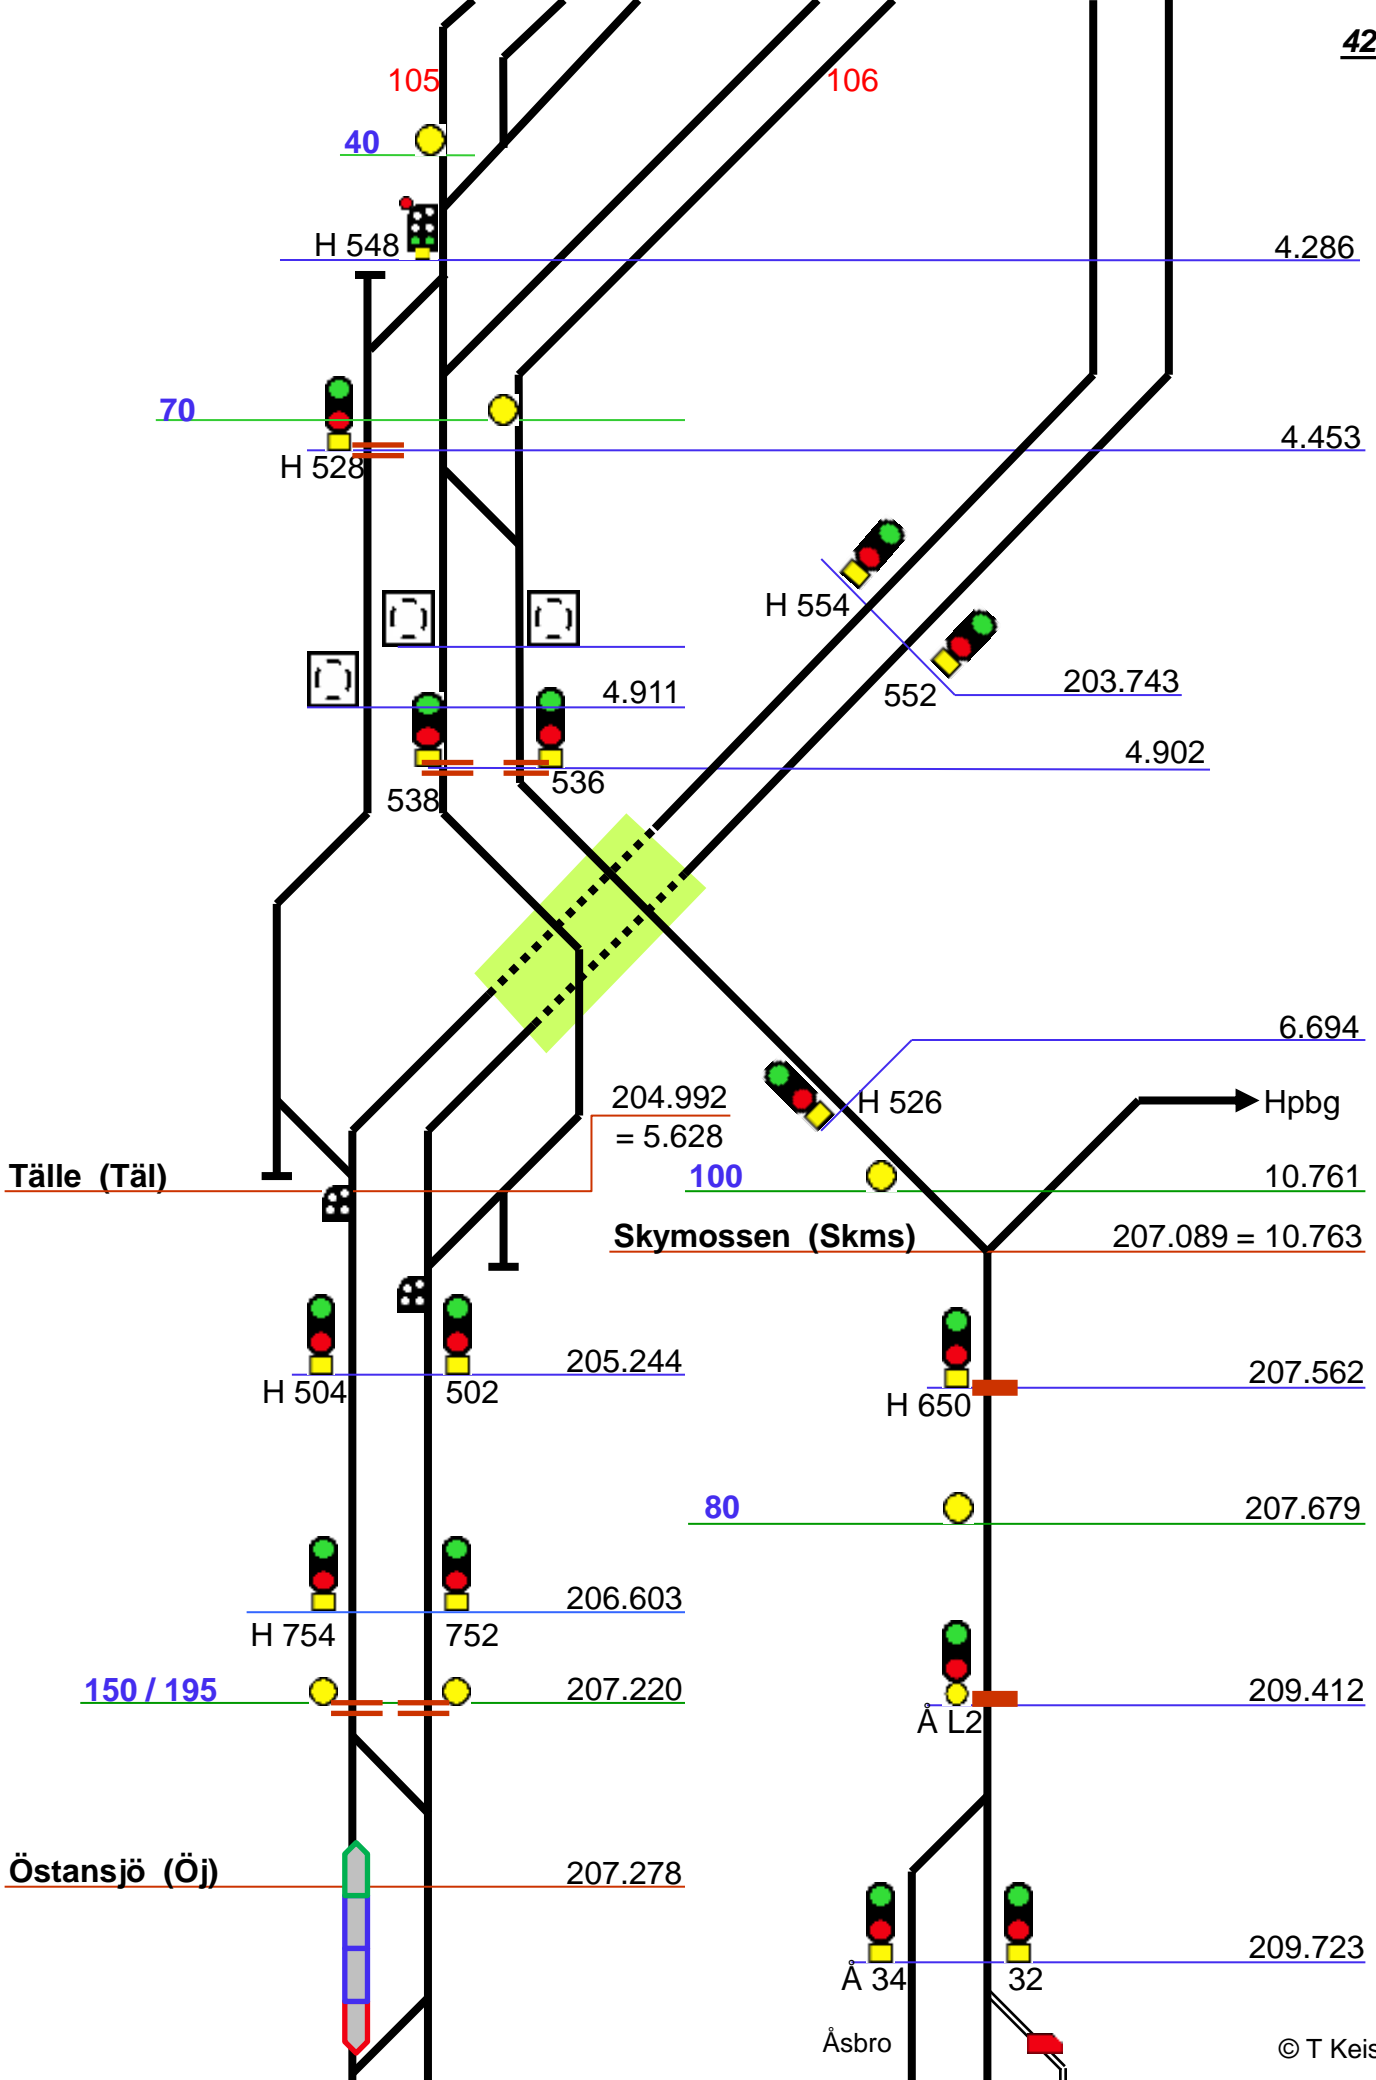 42
105
106
40
H 548
4.286
70
4.453
H 528
H 554
4.911
552
203.743
4.902
536
538
6.694
204.992
H 526
Hpbg
= 5.628
Tälle (Täl)
100
10.761
Skymossen (Skms)
207.089 = 10.763
205.244
207.562
H 504
502
H 650
80
207.679
206.603
H 754
752
150 / 195
207.220
209.412
Å L2
Östansjö (Öj)
207.278
209.723
Å 34
32
Åsbro
© T Keis